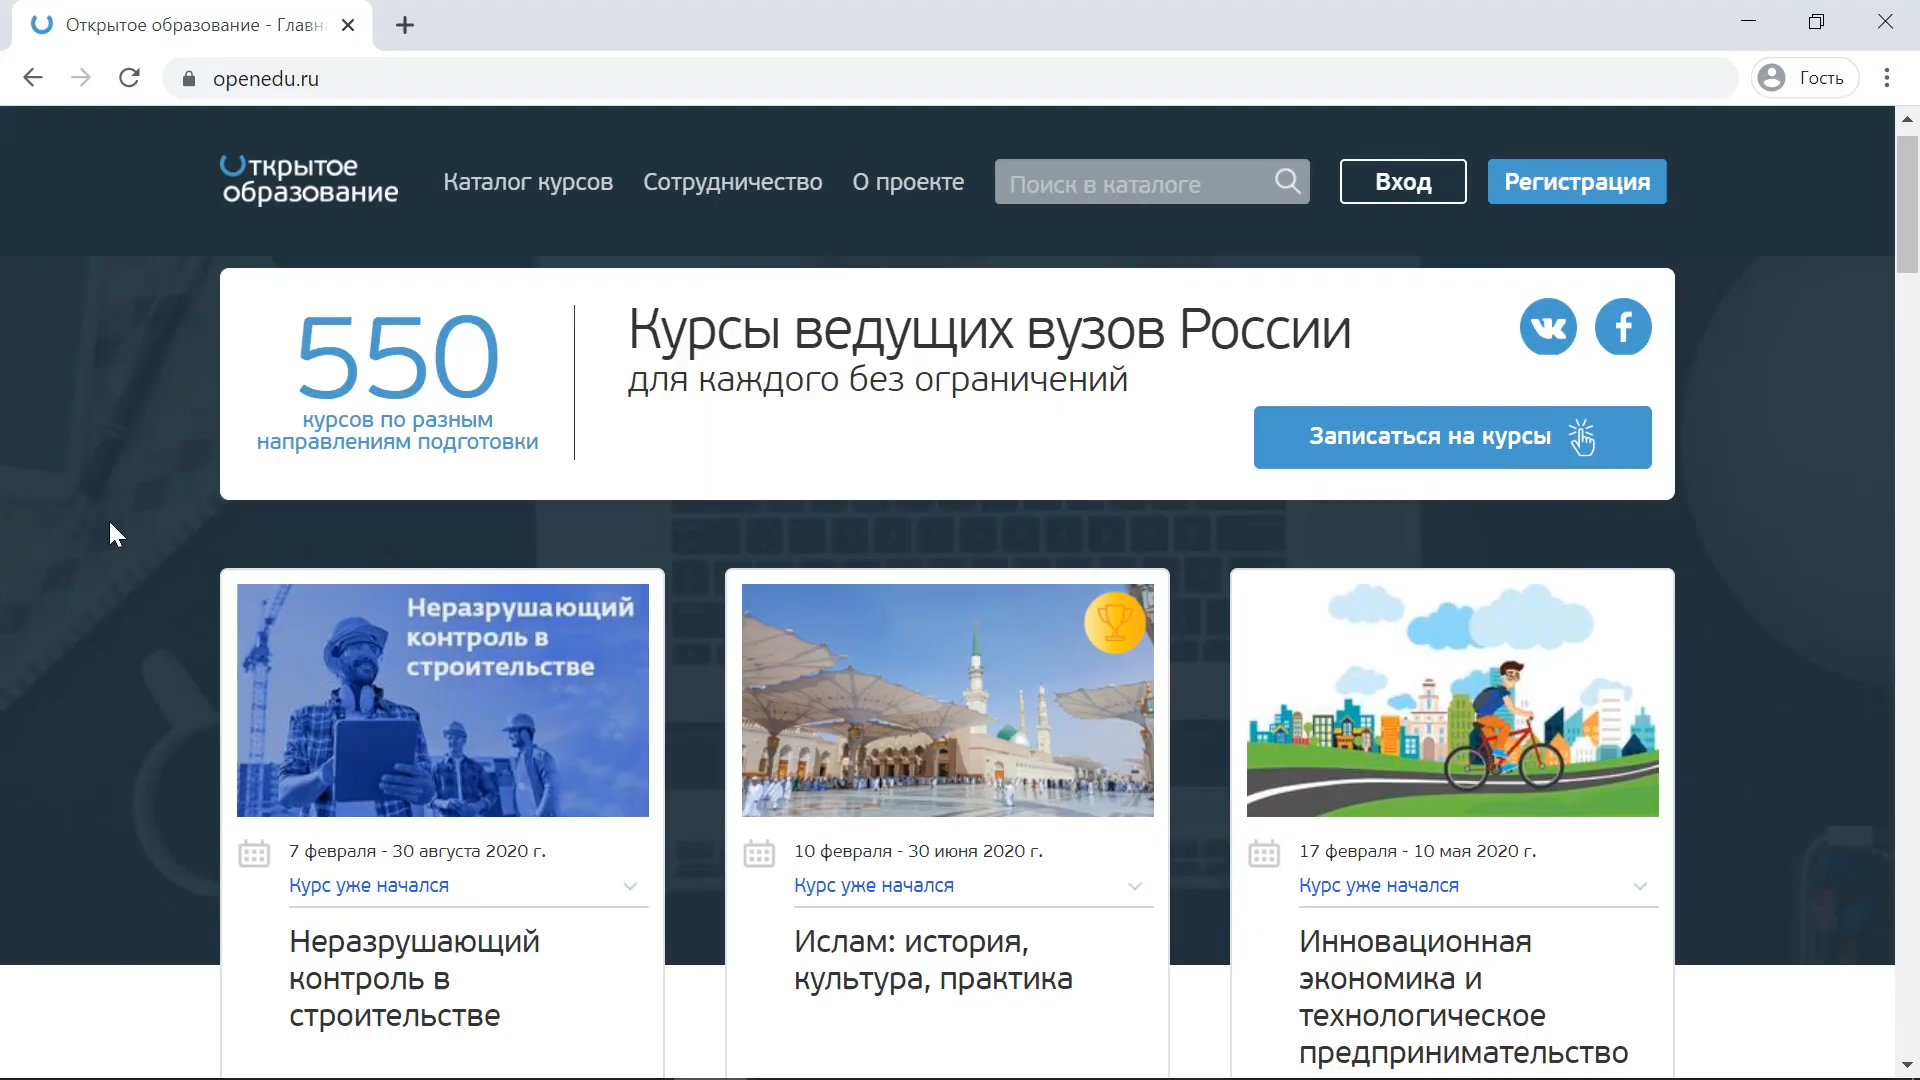 Открытое образование - Главн
openedu.ru
Гость
Открытое
образование
Каталог курсов
Сотрудничество
О проекте
Поиск в каталоге
Вход
Регистрация
550
курсов по разным
направлениям подготовки
Курсы ведущих вузов России
для каждого без ограничений
Записаться на курсы
Неразрушающий
контроль в
строительстве
7 февраля - 30 августа 2020 г.
Курс уже начался
Неразрушающий
контроль в
строительстве
10 февраля - 30 июня 2020 г.
Курс уже начался
Ислам: история,
культура, практика
17 февраля - 10 мая 2020 г.
Курс уже начался
Инновационная
экономика и
технологическое
предпринимательство